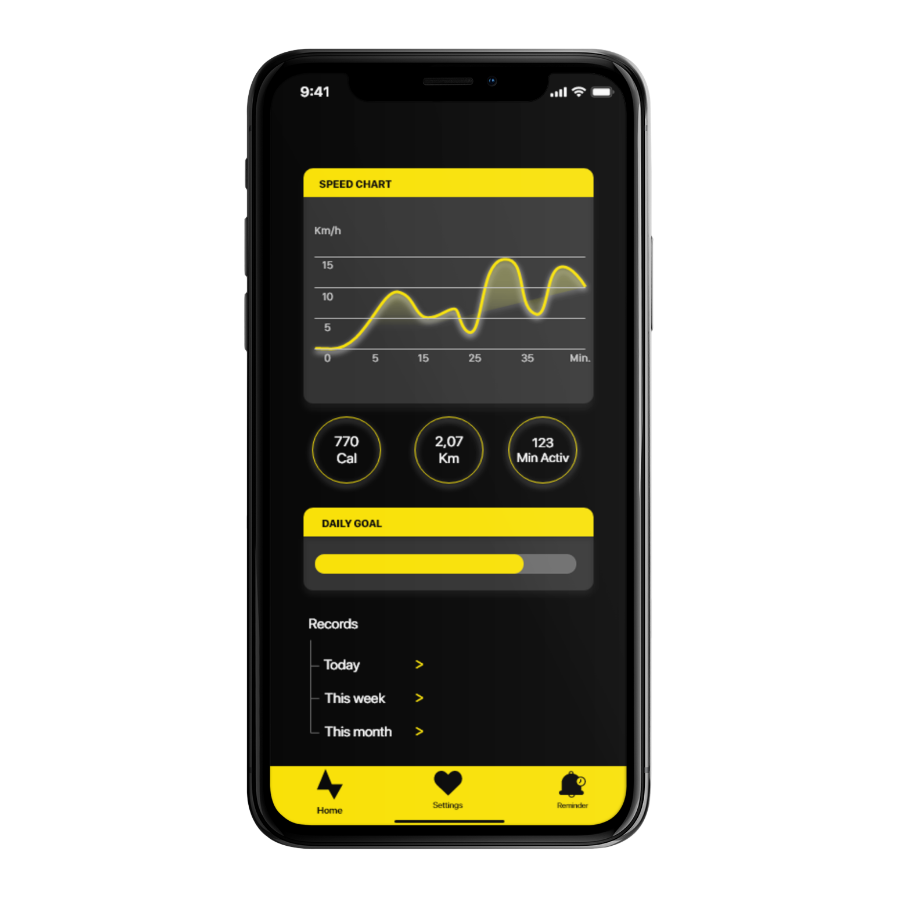 9:41
SPEED CHART
Km/h
15
10
5
0 5 15 25 35 Min.
770
Cal
2,07
Km
123
Min Activ
DAILY GOAL
Records
Today >
This week >
This month >
Home Settings Reminder